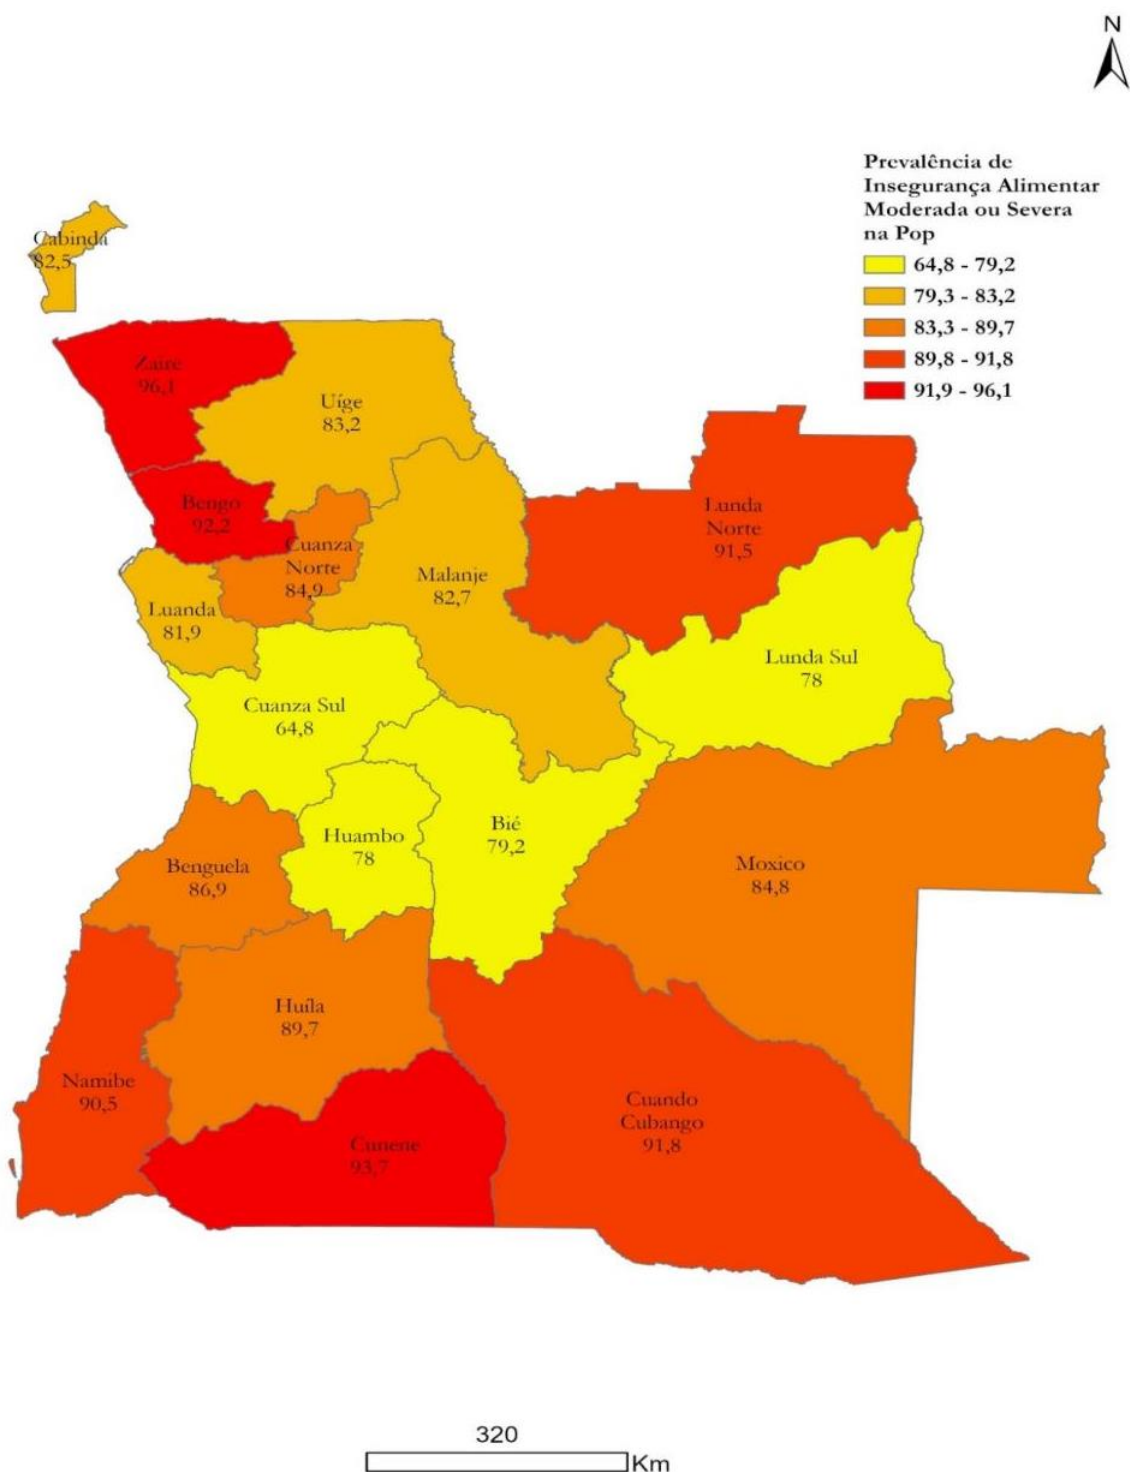 N
Prevalência de
Insegurança Alimentar
Moderada ou Severa
na Pop
64,8 - 79,2
79,3 - 83,2
83,3 - 89,7
89,8 - 91,8
91,9 - 96,1
Cabinda
82,5
Zaire
96,1
Uíge
83,2
Bengo
92,2
Cuanza
Norte
84,9
Lunda
Norte
91,5
Malanje
82,7
Luanda
81,9
Lunda Sul
78
Cuanza Sul
64,8
Huambo
78
Bié
79,2
Benguela
86,9
Moxico
84,8
Huíla
89,7
Namibe
90,5
Cuando
Cubango
91,8
Cunene
93,7
320
Km